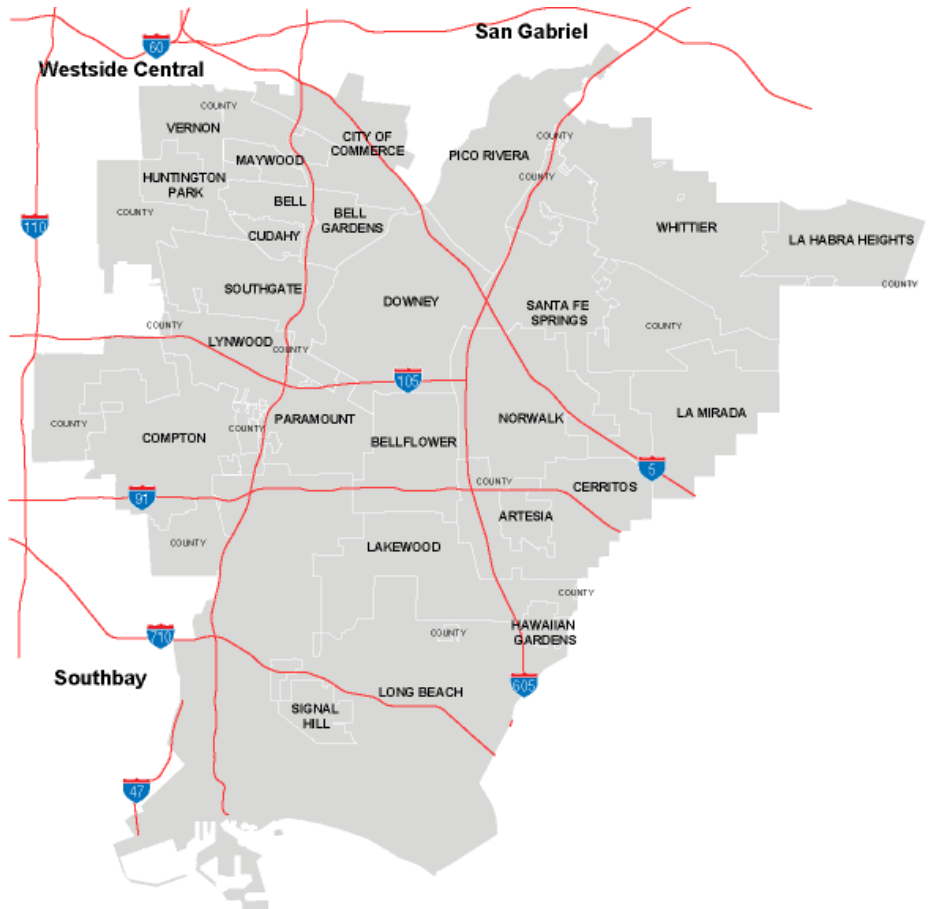 San Gabriel
60
Westside Central
COUNTY
VERNON
CITY OF
COMMERCE
COUNTY
PICO RIVERA
MAYWOOD
HUNTINGTON
PARK
COUNTY
BELL
COUNTY
BELL
GARDENS
110
WHITTIER
CUDAHY
LA HABRA HEIGHTS
SOUTHGATE
COUNTY
DOWNEY
SANTA FE
SPRINGS
COUNTY
COUNTY
LYNWOOD
COUNTY
105
COUNTY
COMPTON
COUNTY
PARAMOUNT
BELLFLOWER
NORWALK
LA MIRADA
5
91
COUNTY
CERRITOS
ARTESIA
COUNTY
LAKEWOOD
COUNTY
710
COUNTY
HAWAIIAN
GARDENS
Southbay
605
LONG BEACH
SIGNAL
HILL
47